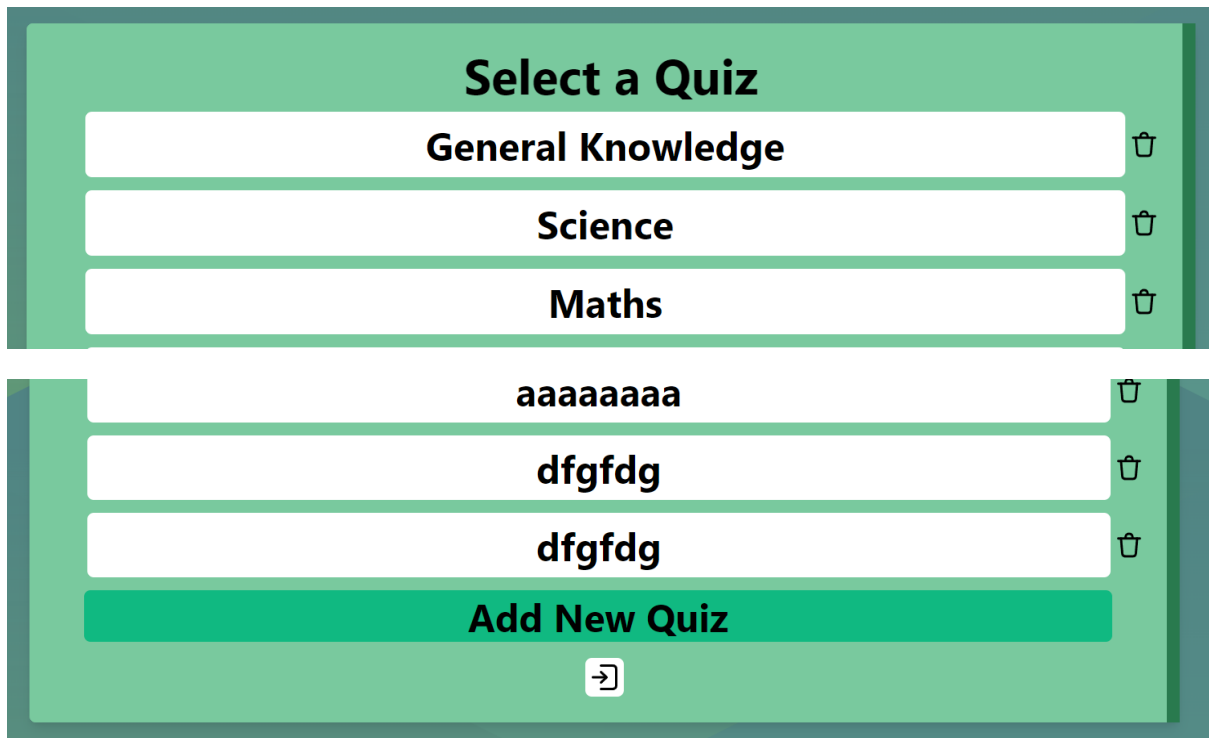 Select a Quiz
General Knowledge
Science
Maths
aaaaaaaa
dfgfdg
dfgfdg
Add New Quiz